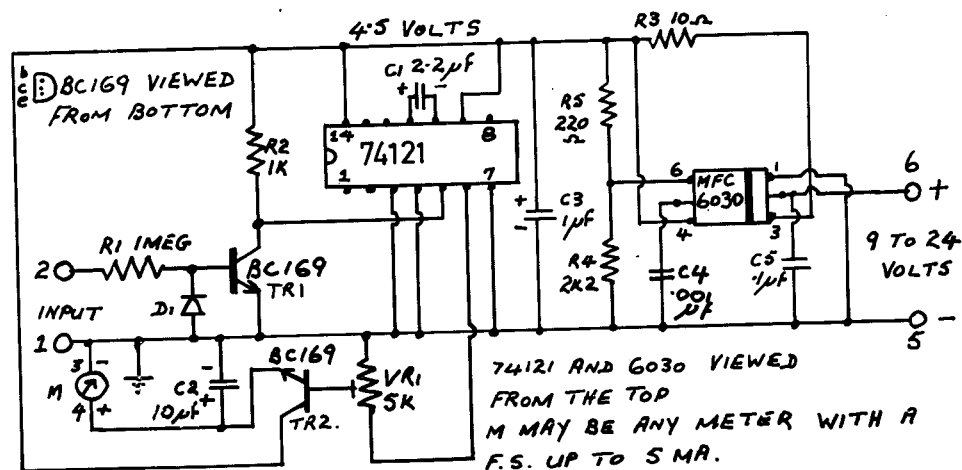 R3 10Ω
4.5 VOLTS
b
c
e
BC169 VIEWED
FROM BOTTOM
C1 2.2µf
+ -
R5
220
Ω
R2
1K
14
8
74121
1
7
6
1
MFC
6030
4
3
6
+
C3
1µf
+
-
9 TO 24
VOLTS
R1 1MEG
2
BC169
TR1
R4
2K2
C4
.001
µf
C5
.1µf
D1
INPUT
1
-
5
3 -
M
4 +
-
C2
+
10µf
BC169
TR2.
VR1
5K
74121 AND 6030 VIEWED
FROM THE TOP
M MAY BE ANY METER WITH A
F.S. UP TO 5 MA.